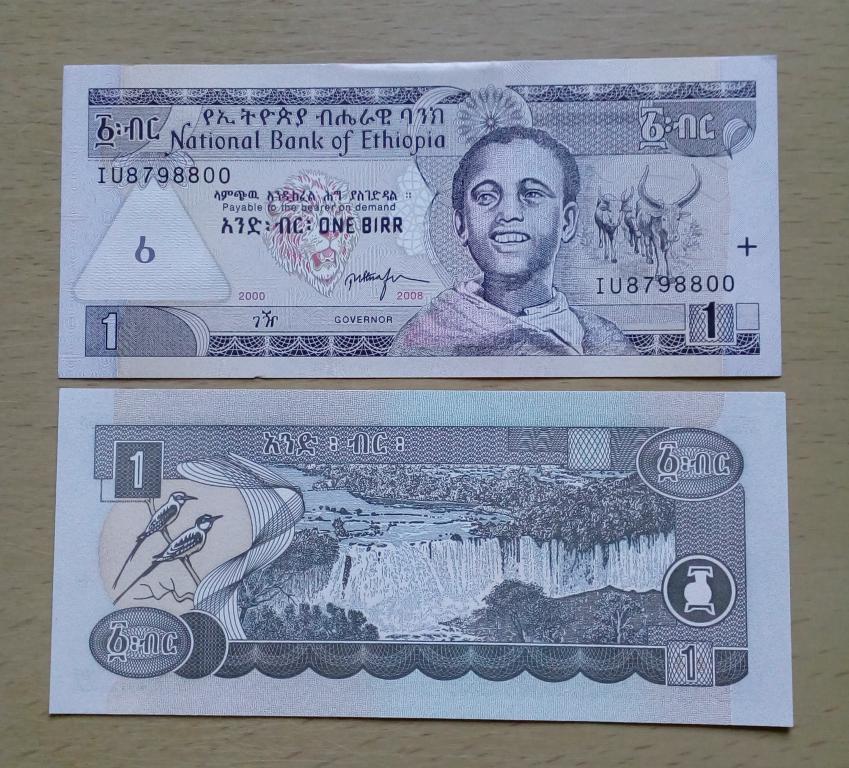 ፩፡ብር
የኢትዮጵያ ብሔራዊ ባንክ
፩፡ብር
National Bank of Ethiopia
IU8798800
ላምጭዉ እንዲከፈል ሕግ ያስገድዳል ።
Payable to the bearer on demand
አንድ፡ ብር፡ ONE BIRR
IU8798800
2000
2008
1
ገዥ
GOVERNOR
1
1
አንድ ፡ ብር ፡
፩፡ብር
፩፡ብር
1